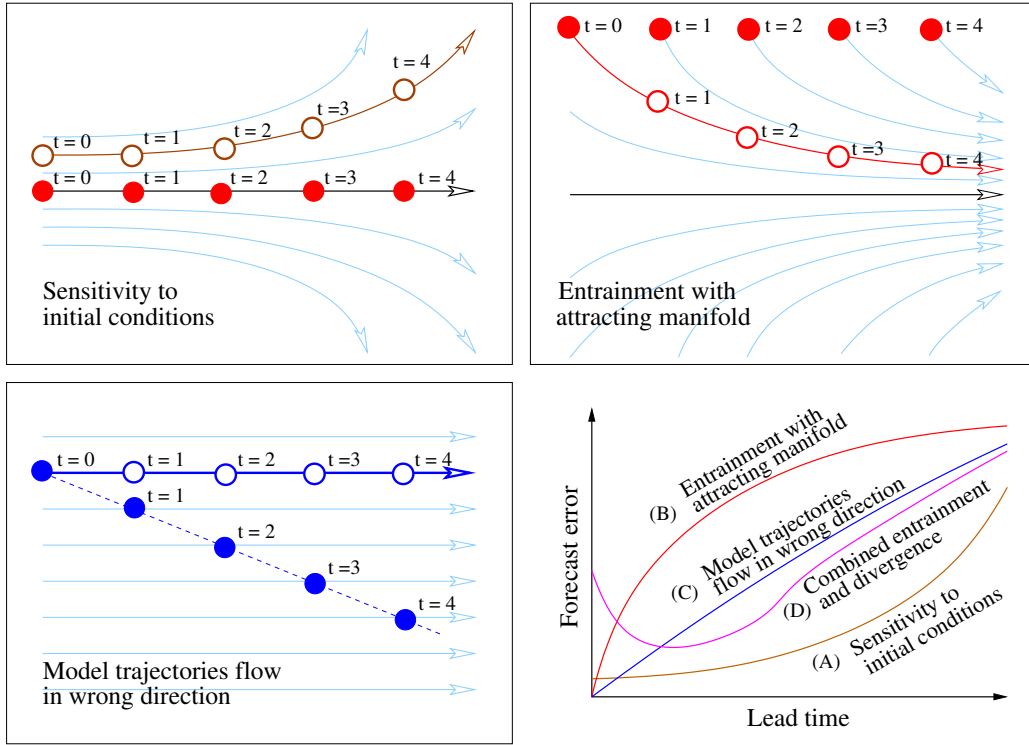 t = 4
t =3
t = 2
t = 1
t = 0
t = 0
t = 1
t = 2
t =3
t = 4
Sensitivity to
initial conditions
t = 0
t = 1
t = 2
t =3
t = 4
t = 1
t = 2
t =3
t = 4
Entrainment with
attracting manifold
t = 0
t = 1
t = 2
t =3
t = 4
t = 1
t = 2
t =3
t = 4
Model trajectories flow
in wrong direction
Forecast error
(B)
Entrainment with
attracting manifold
(C)
Model trajectories
flow in wrong direction
(D)
Combined entrainment
and divergence
(A)
Sensitivity to
initial conditions
Lead time